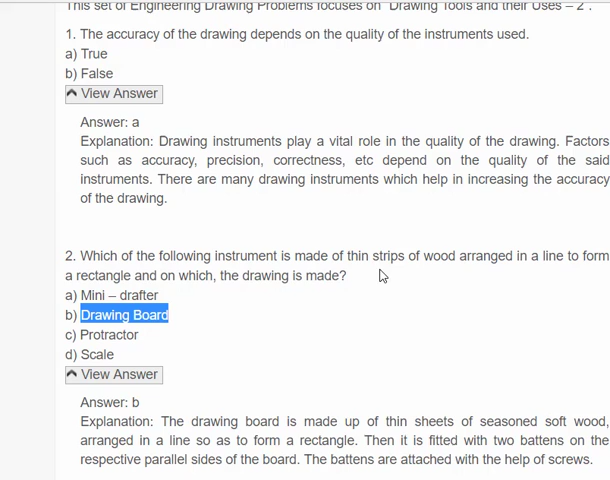 This set of Engineering Drawing Problems focuses on "Drawing Tools and their Uses – 2".
1. The accuracy of the drawing depends on the quality of the instruments used.
a) True
b) False
View Answer
Answer: a
Explanation: Drawing instruments play a vital role in the quality of the drawing. Factors
such as accuracy, precision, correctness, etc depend on the quality of the said
instruments. There are many drawing instruments which help in increasing the accuracy
of the drawing.
2. Which of the following instrument is made of thin strips of wood arranged in a line to form
a rectangle and on which, the drawing is made?
a) Mini – drafter
b) Drawing Board
c) Protractor
d) Scale
View Answer
Answer: b
Explanation: The drawing board is made up of thin sheets of seasoned soft wood,
arranged in a line so as to form a rectangle. Then it is fitted with two battens on the
respective parallel sides of the board. The battens are attached with the help of screws.